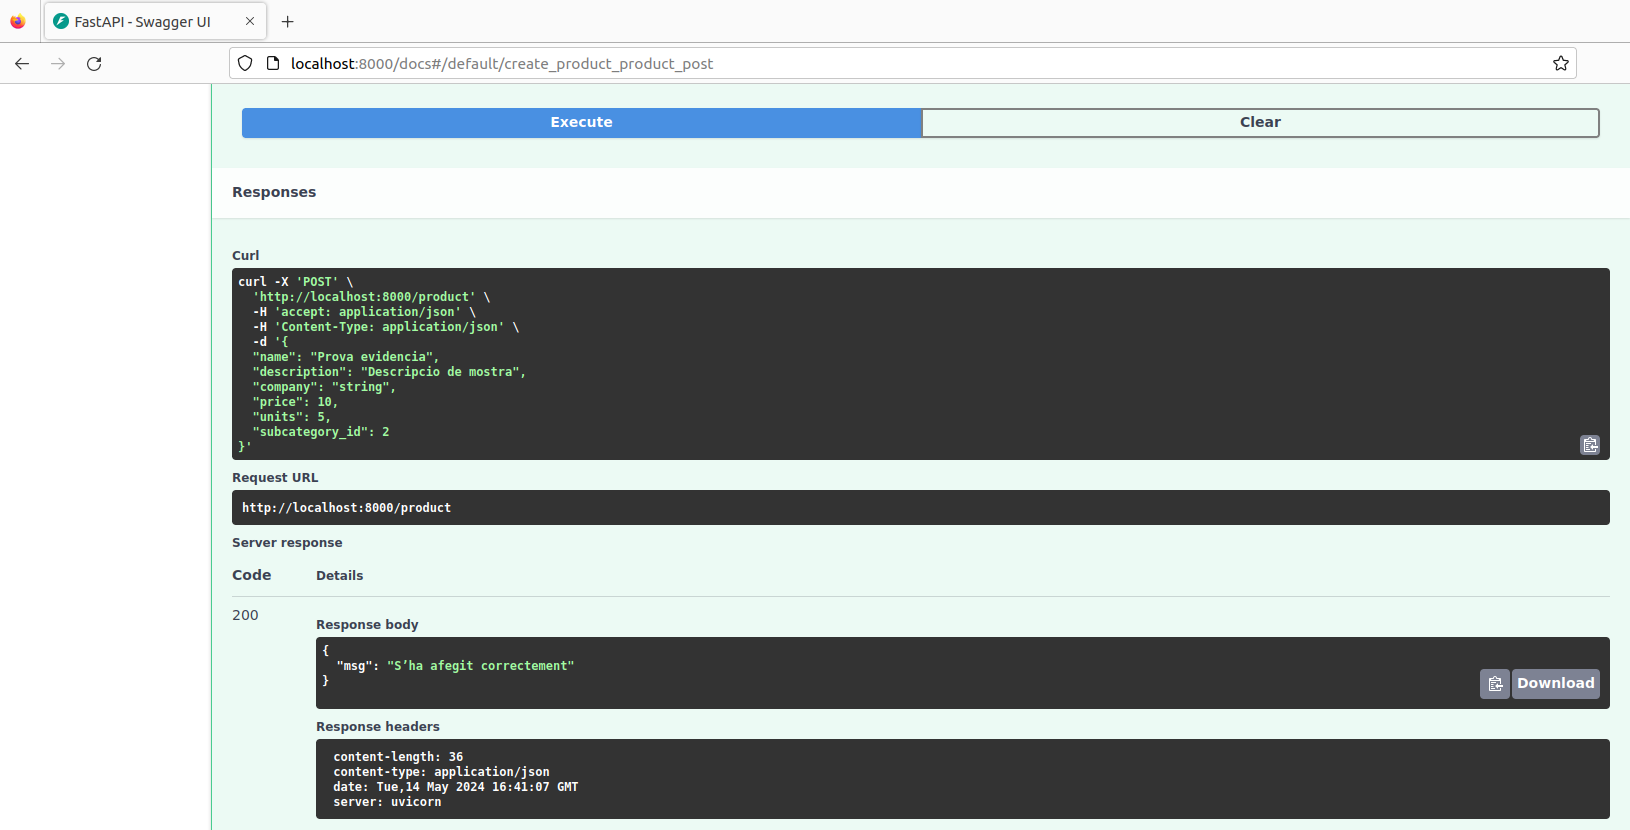 FastAPI - Swagger UI
localhost:8000/docs#/default/create_product_product_post
Execute
Clear
Responses
Curl
curl -X 'POST' \
  'http://localhost:8000/product' \
  -H 'accept: application/json' \
  -H 'Content-Type: application/json' \
  -d '{
  "name": "Prova evidencia",
  "description": "Descripcio de mostra",
  "company": "string",
  "price": 10,
  "units": 5,
  "subcategory_id": 2
}'
Request URL
http://localhost:8000/product
Server response
Code Details
200
Response body
{
  "msg": "S’ha afegit correctement"
}
Download
Response headers
content-length: 36
content-type: application/json
date: Tue,14 May 2024 16:41:07 GMT
server: uvicorn